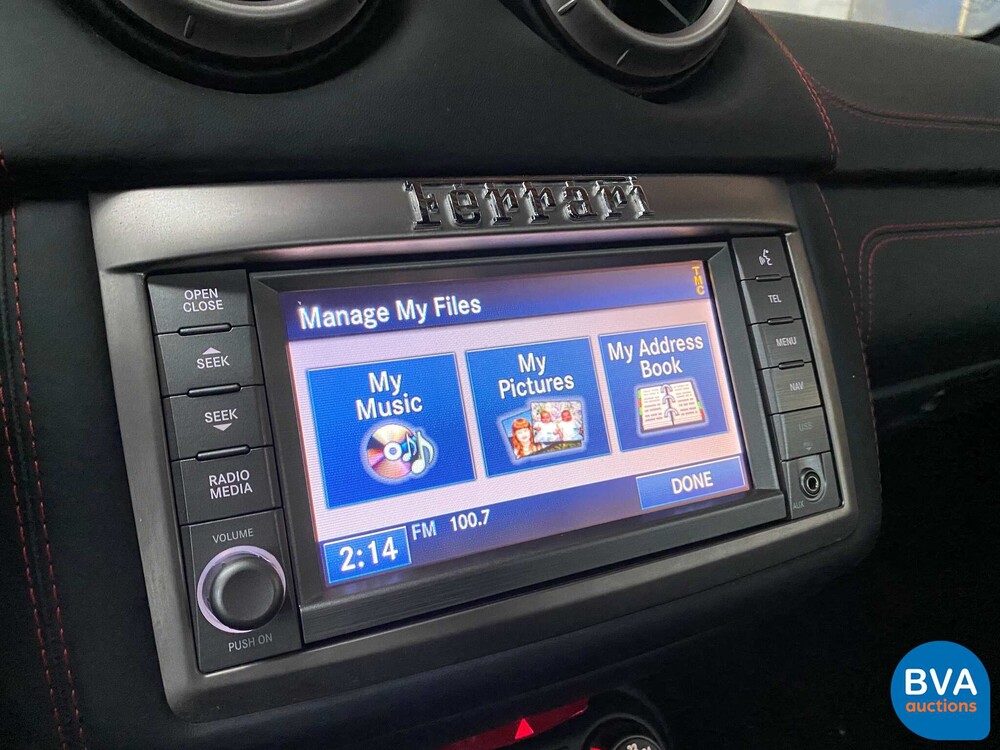 Ferrari
OPEN
CLOSE
SEEK
SEEK
RADIO
MEDIA
VOLUME
PUSH ON
Manage My Files
TMC
My
Music
My
Pictures
My Address
Book
DONE
2:14
FM 100.7
TEL
MENU
NAV
USB
AUX
BVA
auctions